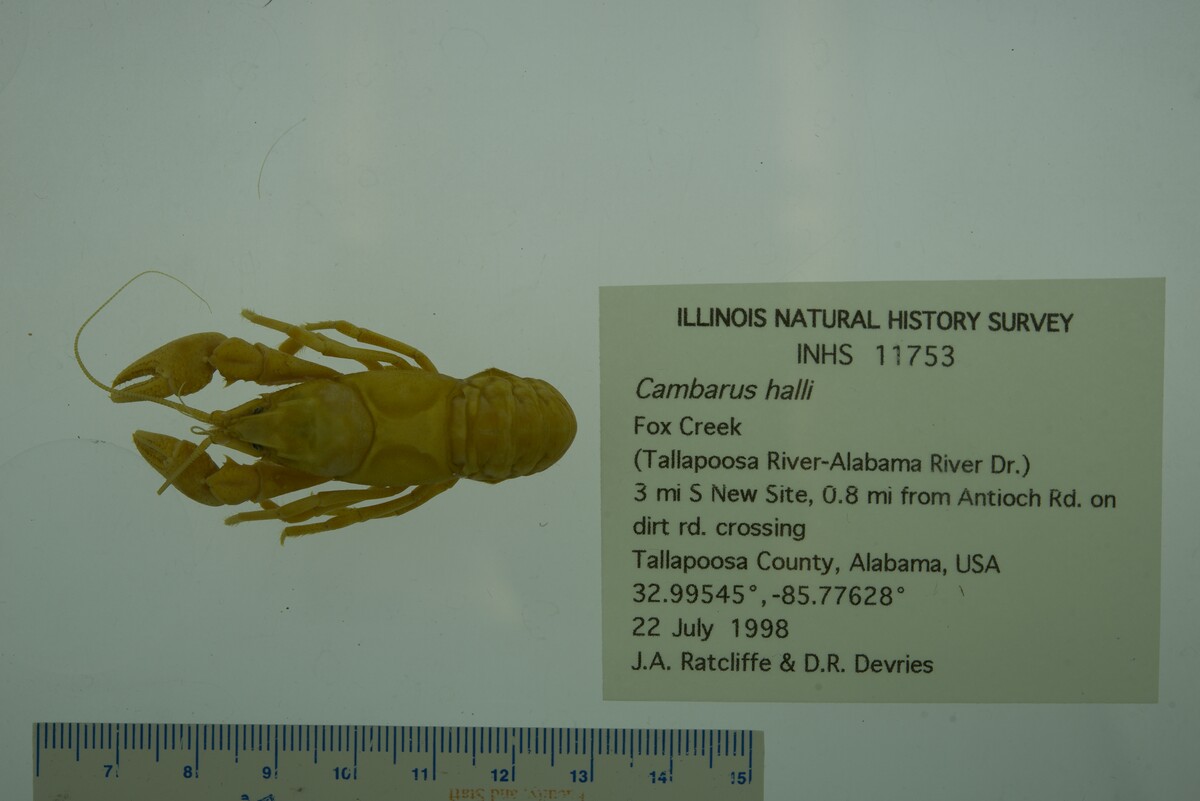 ILLINOIS NATURAL HISTORY SURVEY
INHS 11753
Cambarus halli
Fox Creek
(Tallapoosa River-Alabama River Dr.)
3 mi S New Site, 0.8 mi from Antioch Rd. on
dirt rd. crossing
Tallapoosa County, Alabama, USA
32.99545°,-85.77628°
22 July 1998
J.A. Ratcliffe & D.R. Devries
7 8 9 10 11 12 13 14 15